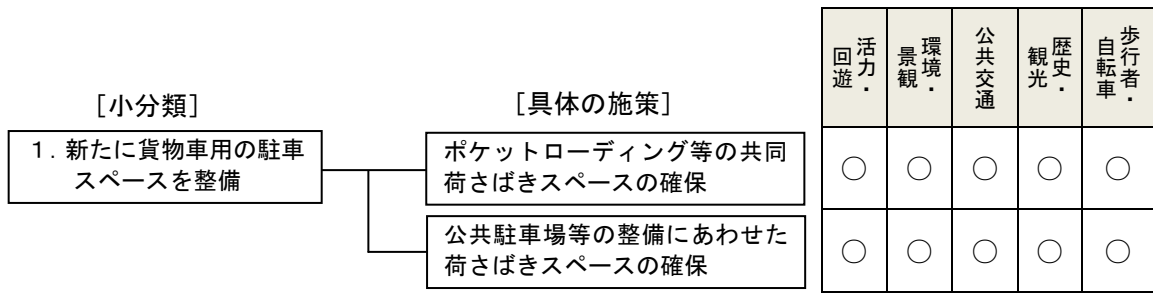 活力・
回遊
環境・
景観
公共交通
歴史・
観光
歩行者・
自転車・
[小分類]
[具体の施策]
1．新たに貨物車用の駐車
スペースを整備
ポケットローディング等の共同
荷さばきスペースの確保
○ ○ ○ ○ ○
公共駐車場等の整備にあわせた
荷さばきスペースの確保
○ ○ ○ ○ ○